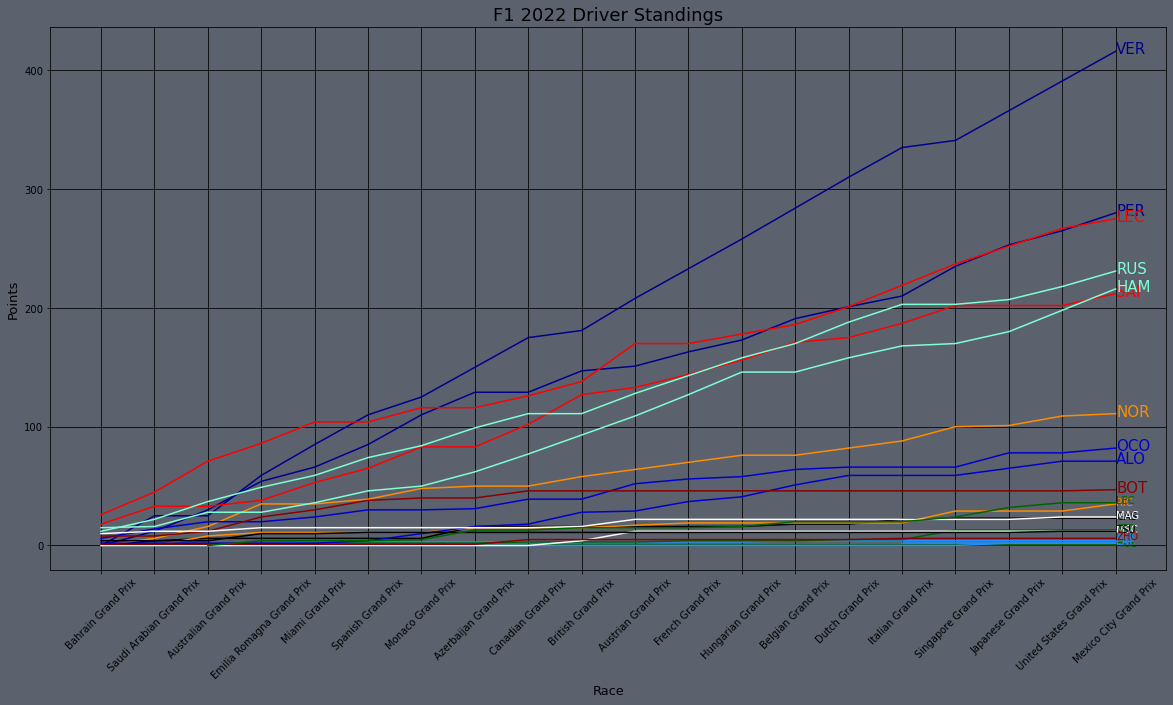 F1 2022 Driver Standings
Points
400
300
200
100
0
VER
PER
LEC
RUS
HAM
SAI
NOR
OCO
ALO
BOT
MAG
ZHO
Bahrain Grand Prix
Saudi Arabian Grand Prix
Australian Grand Prix
Emilia Romagna Grand Prix
Miami Grand Prix
Spanish Grand Prix
Monaco Grand Prix
Azerbaijan Grand Prix
Canadian Grand Prix
British Grand Prix
Austrian Grand Prix
French Grand Prix
Hungarian Grand Prix
Belgian Grand Prix
Dutch Grand Prix
Italian Grand Prix
Singapore Grand Prix
Japanese Grand Prix
United States Grand Prix
Mexico City Grand Prix
Race